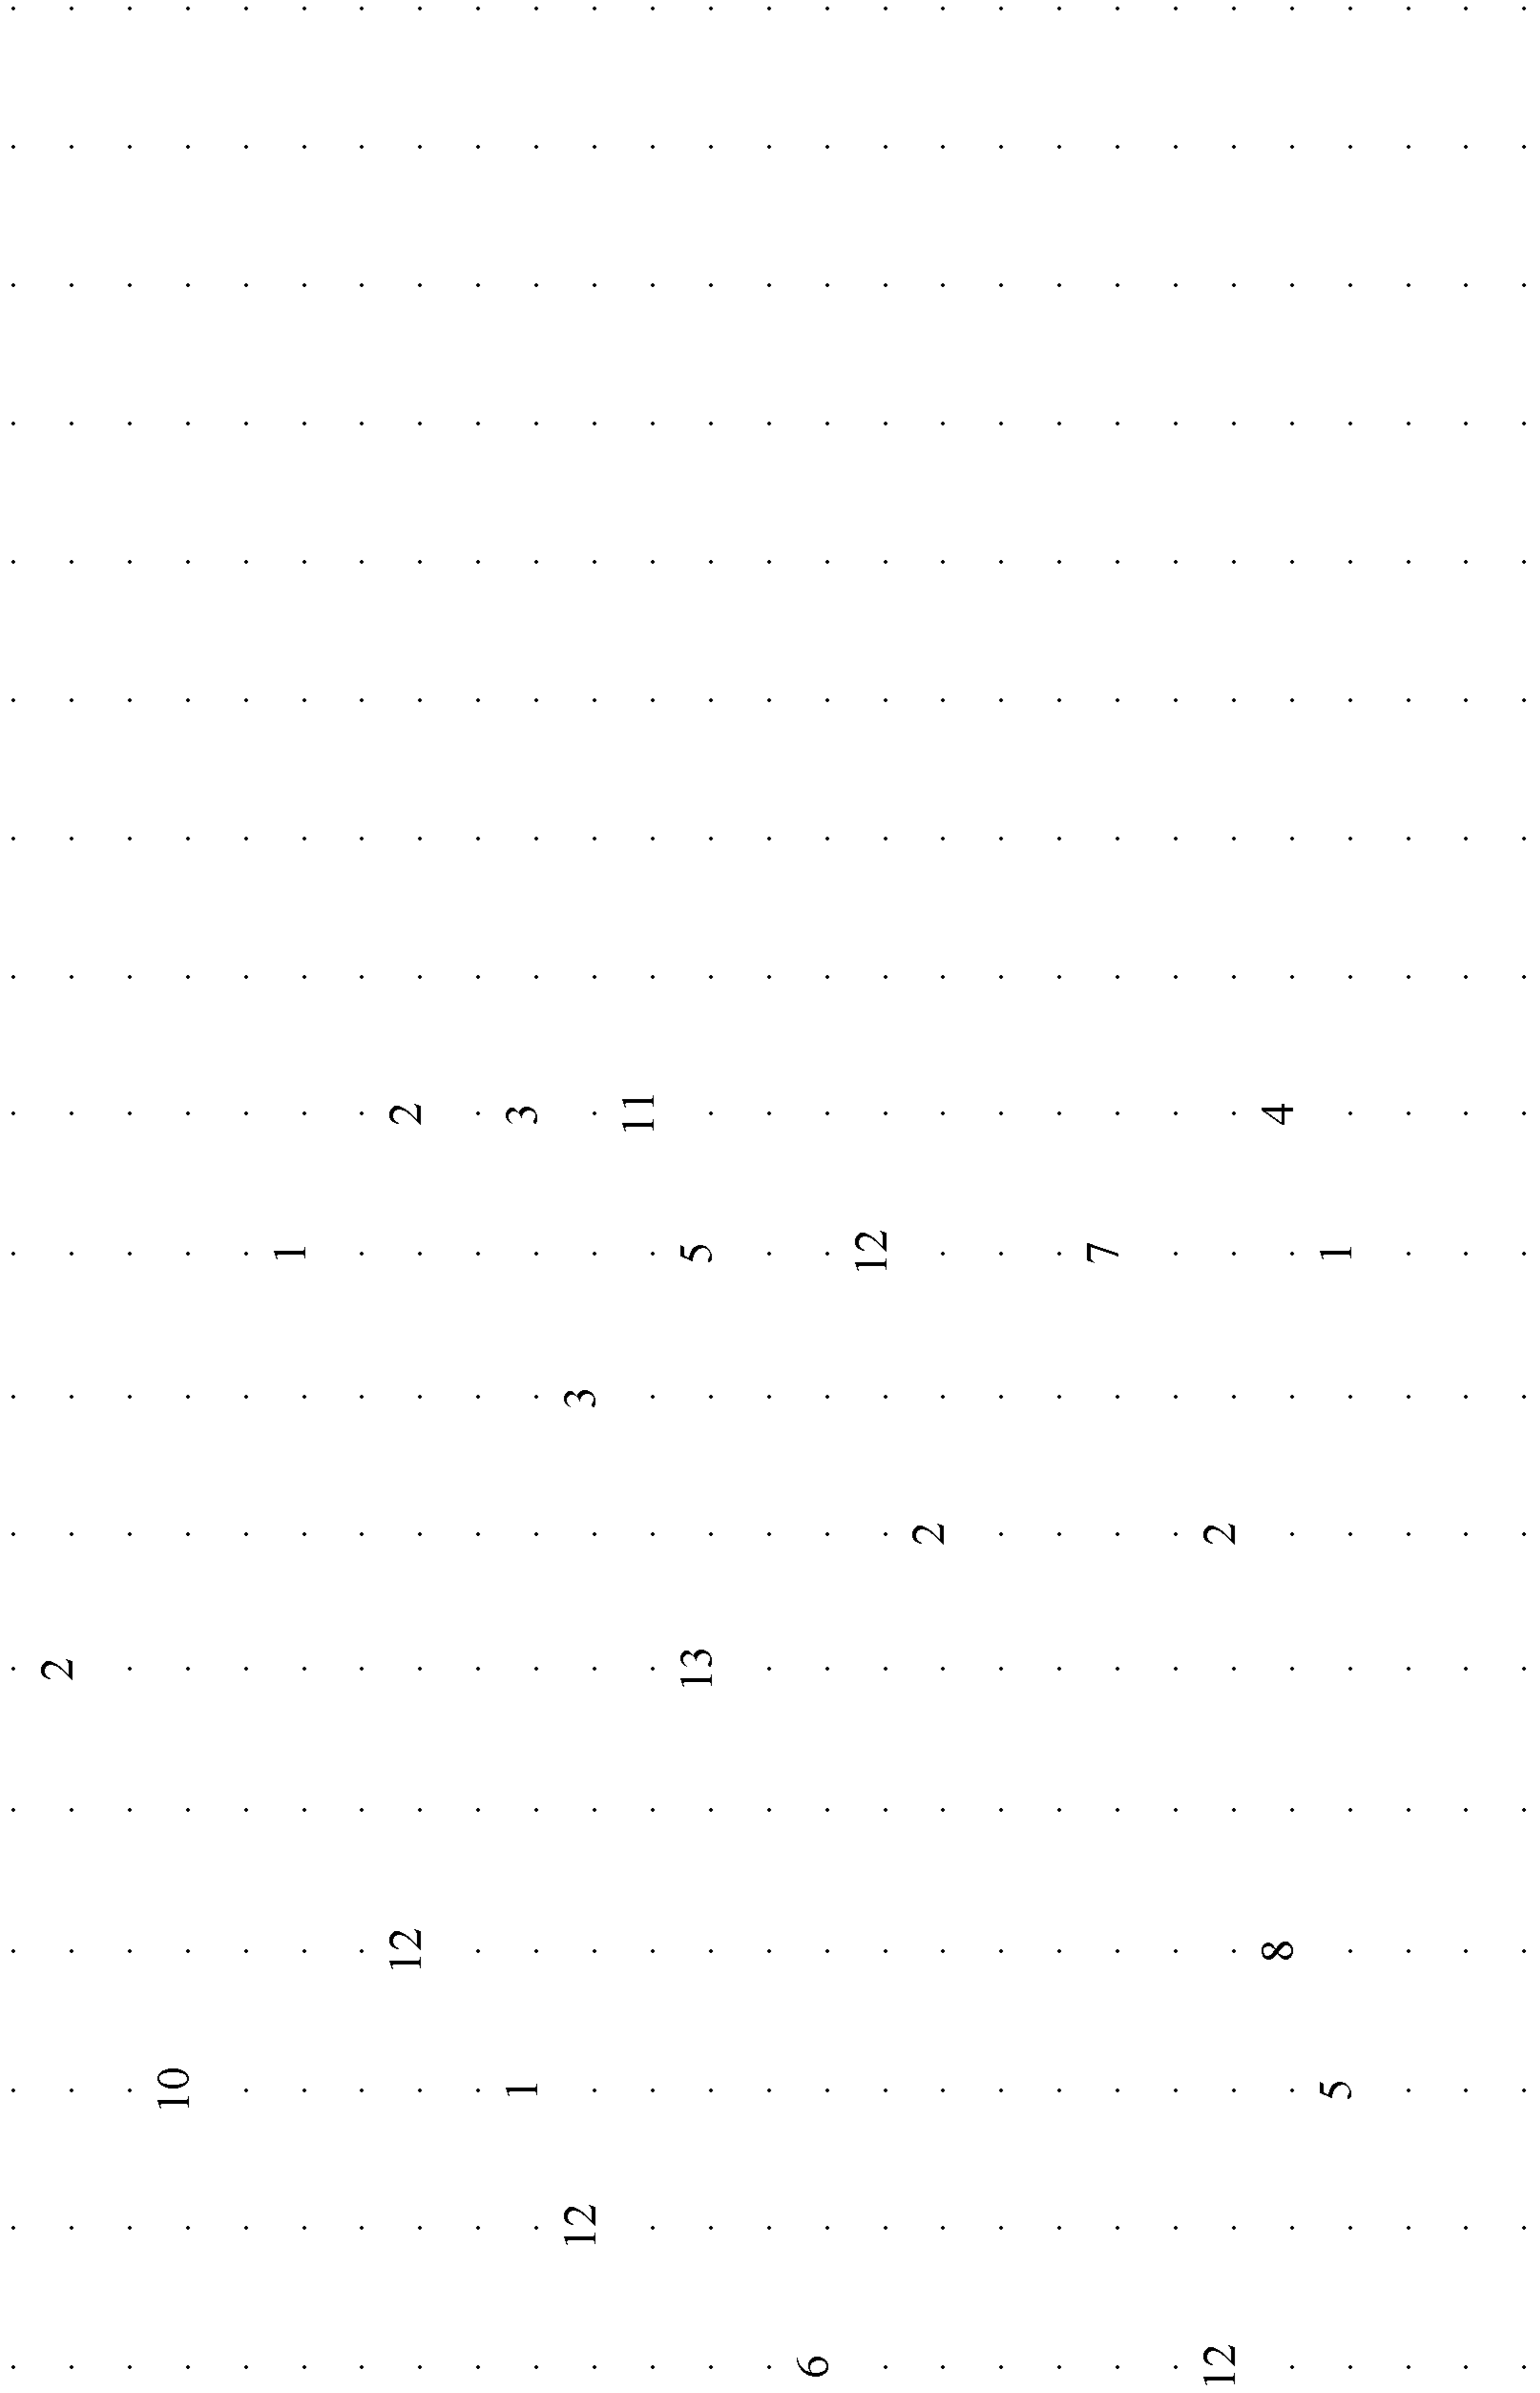 . . . . . . . . . . . . . . . . . .
. . . . . 2 . . . . . . . . . . . .
. . . . . . . . . . . . . . . . . .
. . 10 . . . . . . . . . . . . . . .
. . . . . . . . . . . . . . . . . .
. . . . . . . . 1 . . . . . . . . .
. . . . . . . . . . . . . . . . . .
. . . 12 . . . . . 2 . . . . . . . .
. . . . . . . . . . . . . . . . . .
. . 1 . . . . . . 3 . . . . . . . .
. 12 . . . . . 3 . . . . . . . . . .
. . . . . . . . . 11 . . . . . . . .
. . . . . 13 . . 5 . . . . . . . . .
. . . . . . . . . . . . . . . . . .
6 . . . . . . . . . . . . . . . . .
. . . . . . . . 12 . . . . . . . . .
. . . . . . 2 . . . . . . . . . . .
. . . . . . . . . . . . . . . . . .
. . . . . . . . . . . . . . . . . .
. . . . . . . . 7 . . . . . . . . .
. . . . . . . . . . . . . . . . . .
12 . . . . . 2 . . . . . . . . . . .
. . . 8 . . . . . 4 . . . . . . . .
. . 5 . . . . . 1 . . . . . . . . .
. . . . . . . . . . . . . . . . . .
. . . . . . . . . . . . . . . . . .
. . . . . . . . . . . . . . . . . .